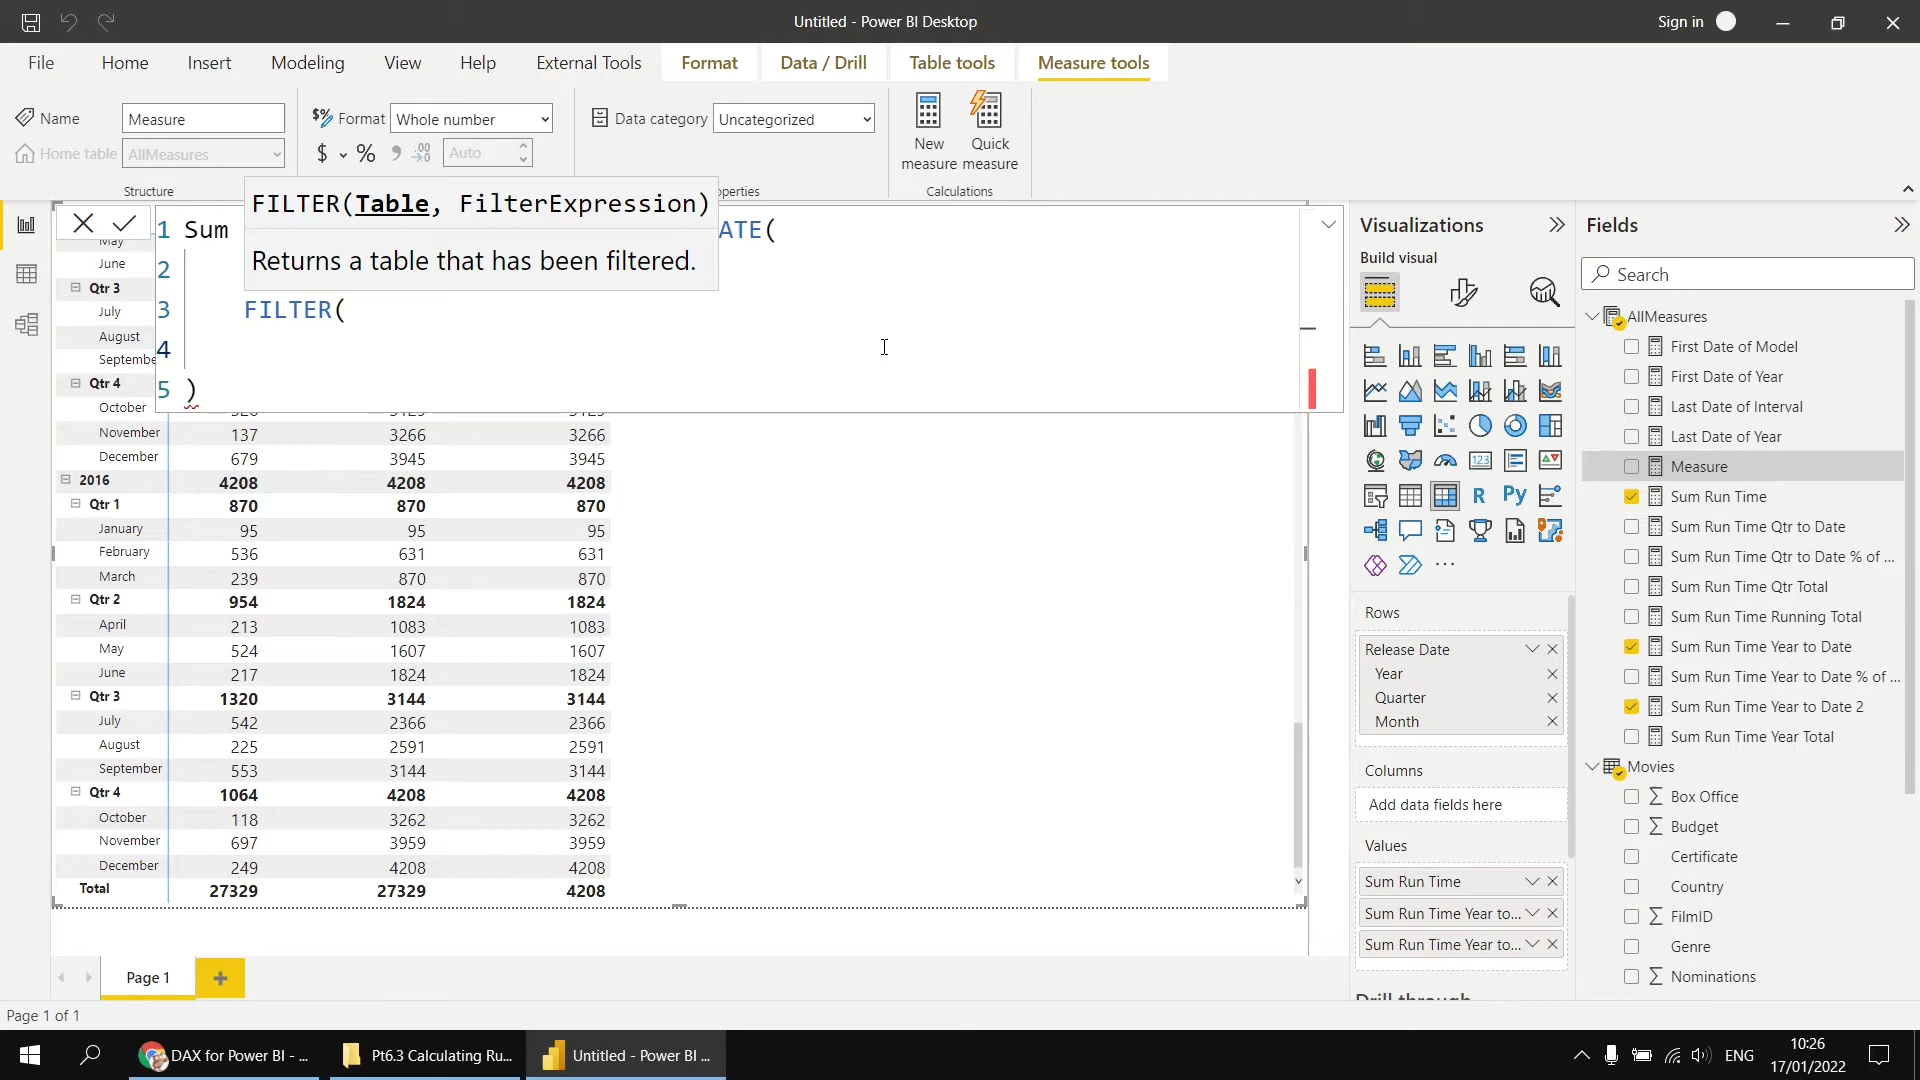 Untitled - Power BI Desktop
Sign in
File Home Insert Modeling View Help External Tools Format Data / Drill Table tools Measure tools
Name Measure
Home table AllMeasures
Structure
$% Format Whole number
$ % , .00 Auto
Data category Uncategorized
New measure
Quick measure
Calculations
FILTER(Table, FilterExpression)
Returns a table that has been filtered.
1 Sum ATE(
2
3 FILTER(
4
5 )
May
June
Qtr 3
July
August
Qtr 4
October
November 137 3266 3266
December 679 3945 3945
2016 4208 4208 4208
Qtr 1 870 870 870
January 95 95 95
February 536 631 631
March 239 870 870
Qtr 2 954 1824 1824
April 213 1083 1083
May 524 1607 1607
June 217 1824 1824
Qtr 3 1320 3144 3144
July 542 2366 2366
August 225 2591 2591
September 553 3144 3144
Qtr 4 1064 4208 4208
October 118 3262 3262
November 697 3959 3959
December 249 4208 4208
Total 27329 27329 4208
Visualizations
Build visual
123
R Py
...
Rows
Release Date
Year
Quarter
Month
Columns
Add data fields here
Values
Sum Run Time
Sum Run Time Year to...
Sum Run Time Year to...
Drill through
Fields
Search
AllMeasures
First Date of Model
First Date of Year
Last Date of Interval
Last Date of Year
Measure
Sum Run Time
Sum Run Time Qtr to Date
Sum Run Time Qtr to Date % of ...
Sum Run Time Qtr Total
Sum Run Time Running Total
Sum Run Time Year to Date
Sum Run Time Year to Date % of ...
Sum Run Time Year to Date 2
Sum Run Time Year Total
Movies
Box Office
Budget
Certificate
Country
FilmID
Genre
Nominations
Page 1
Page 1 of 1
DAX for Power BI - ...
Pt6.3 Calculating Ru...
Untitled - Power BI ...
ENG
10:26
17/01/2022